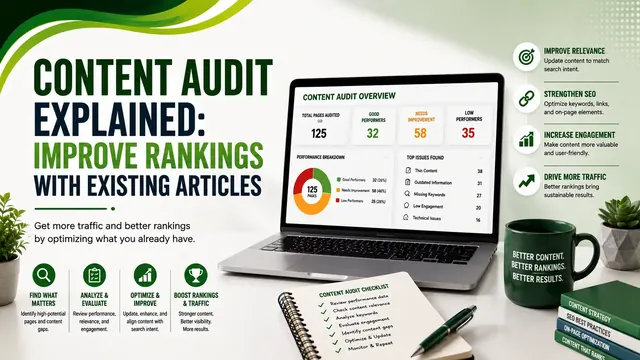 CONTENT AUDIT
EXPLAINED:
IMPROVE RANKINGS
WITH EXISTING ARTICLES
Get more traffic and better rankings
by optimizing what you already have.
FIND WHAT
MATTERS
Identify high-potential
pages and content
gaps.
ANALYZE &
EVALUATE
Review performance,
relevance, and
engagement.
OPTIMIZE &
IMPROVE
Update, enhance, and
align content with
search intent.
BOOST RANKINGS
& TRAFFIC
Stronger content.
Better visibility.
More results.
CONTENT AUDIT OVERVIEW
TOTAL PAGES AUDITED
125
GOOD
PERFORMERS
32
NEEDS
IMPROVEMENT
58
LOW
PERFORMERS
35
PERFORMANCE BREAKDOWN
125
PAGES
Good Performers 32 (26%)
Needs Improvement 58 (46%)
Low Performers 35 (28%)
TOP ISSUES FOUND
Thin Content 38
Outdated Information 31
Missing Keywords 27
Low Engagement 20
Technical Issues 16
IMPROVE RELEVANCE
Update content to match
search intent.
STRENGTHEN SEO
Optimize keywords, links,
and on-page elements.
INCREASE ENGAGEMENT
Make content more valuable
and user-friendly.
DRIVE MORE TRAFFIC
Better rankings bring
sustainable results.
CONTENT AUDIT CHECKLIST
Review performance data
Check content relevance
Analyze keywords
Evaluate engagement
Identify content gaps
Optimize & Update
Monitor & Repeat
BETTER CONTENT.
BETTER RANKINGS.
BETTER RESULTS.
CONTENT STRATEGY
SEO BEST PRACTICES
ON-PAGE OPTIMIZATION
CONTENT THAT